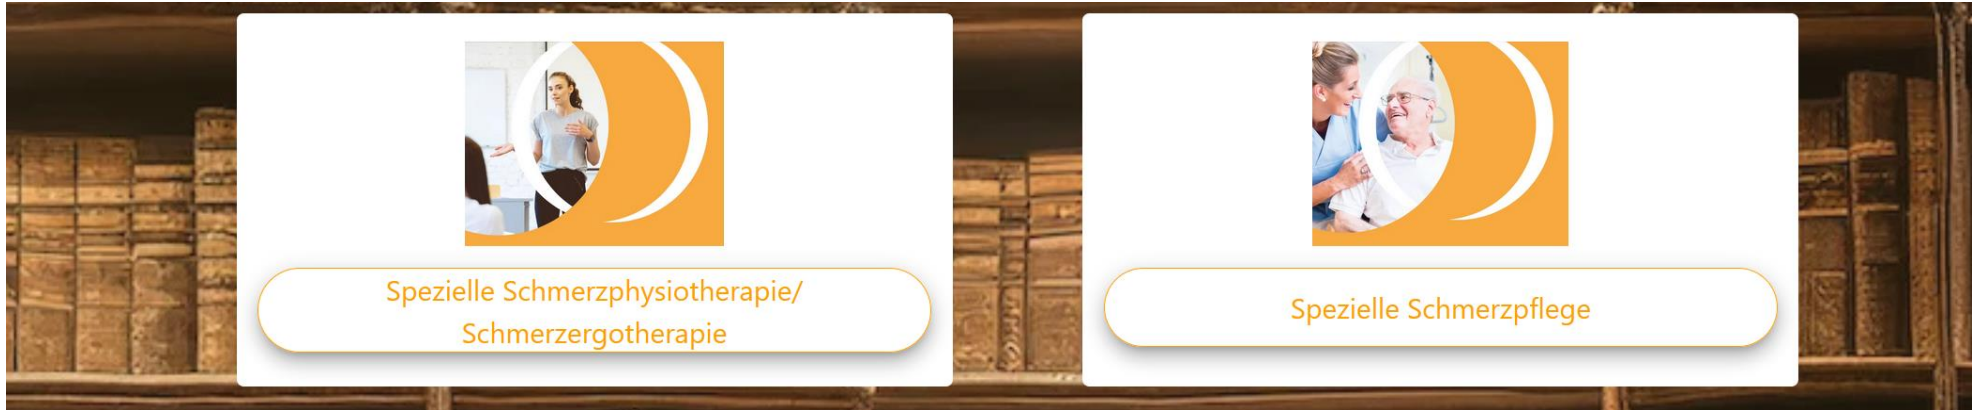 Spezielle Schmerzphysiotherapie/
Schmerzergotherapie
Spezielle Schmerzpflege